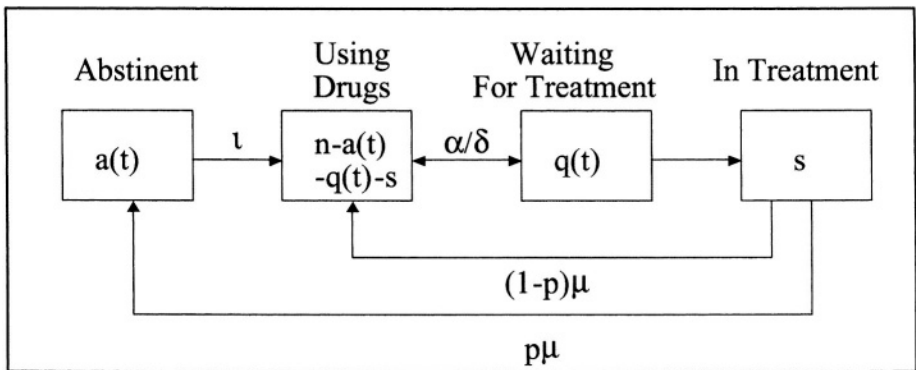 Abstinent
Using
Drugs
Waiting
For Treatment
In Treatment
a(t)
ι
n-a(t)
-q(t)-s
α/δ
q(t)
s
(1-p)μ
pμ